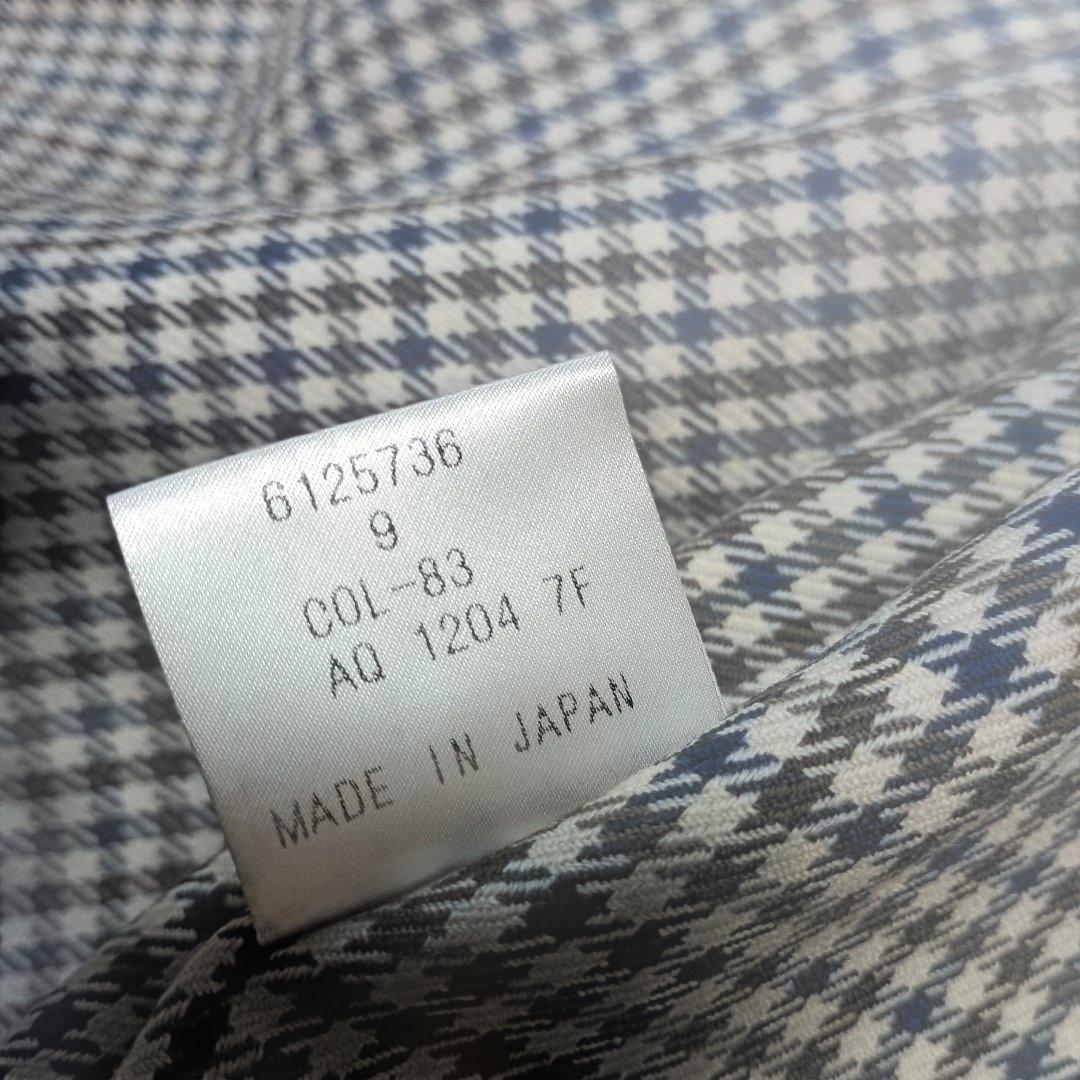 6125736
9
COL-83
AQ 1204 7F
MADE IN JAPAN